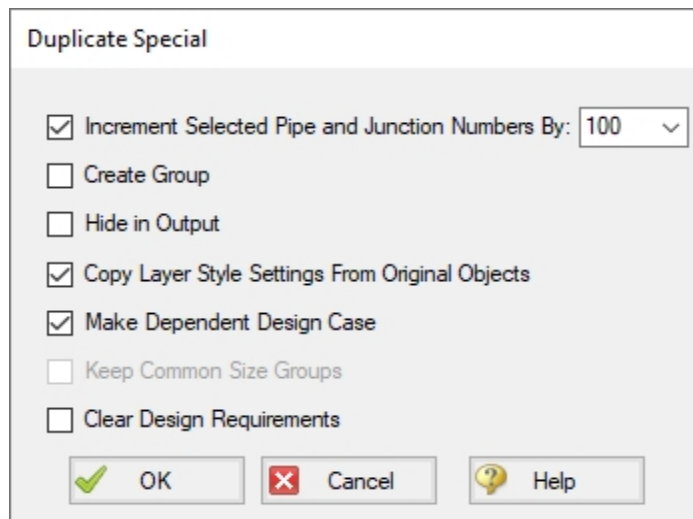 Duplicate Special
Increment Selected Pipe and Junction Numbers By: 100
Create Group
Hide in Output
Copy Layer Style Settings From Original Objects
Make Dependent Design Case
Keep Common Size Groups
Clear Design Requirements
OK Cancel Help